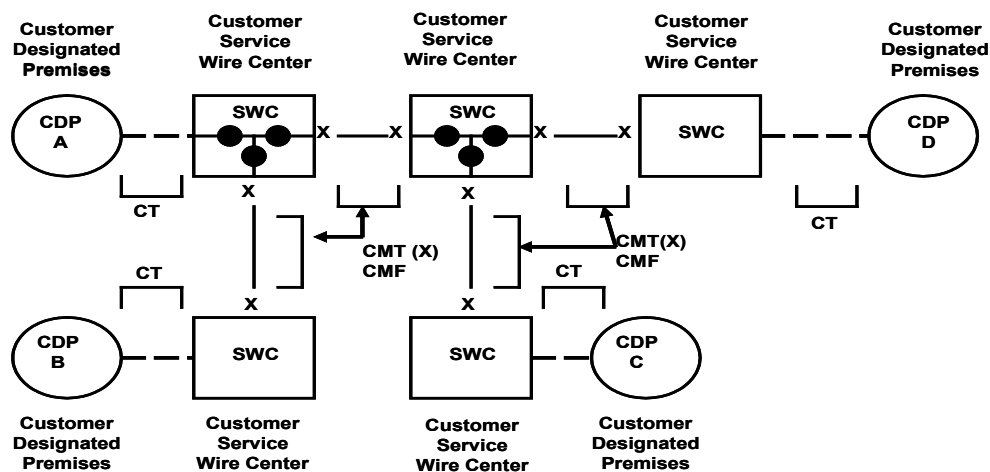 Customer
Designated
Premises
Customer
Service
Wire Center
Customer
Service
Wire Center
Customer
Service
Wire Center
Customer
Designated
Premises
CDP
A
SWC
X
X
SWC
X
X
SWC
CDP
D
CT
X
X
CT
CMT (X)
CMF
CMT(X)
CMF
CT
CT
X
X
CDP
B
SWC
SWC
CDP
C
Customer
Designated
Premises
Customer
Service
Wire Center
Customer
Service
Wire Center
Customer
Designated
Premises